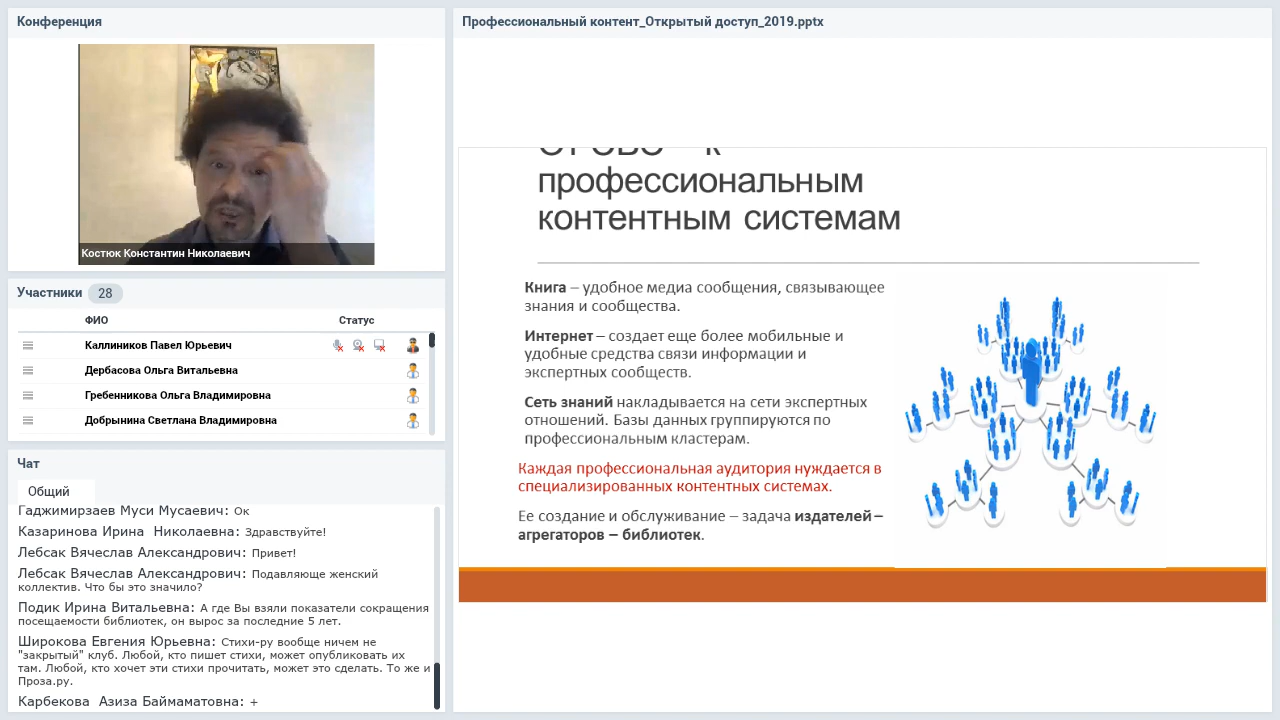 Конференция
Костюк Константин Николаевич
Участники 28
ФИО Статус
Каллиников Павел Юрьевич
Дербасова Ольга Витальевна
Гребенникова Ольга Владимировна
Добрынина Светлана Владимировна
Чат
Общий
Гаджимирзаев Муси Мусаевич: Ок
Казаринова Ирина Николаевна: Здравствуйте!
Лебсак Вячеслав Александрович: Привет!
Лебсак Вячеслав Александрович: Подавляюще женский
коллектив. Что бы это значило?
Подик Ирина Витальевна: А где Вы взяли показатели сокращения
посещаемости библиотек, он вырос за последние 5 лет.
Широкова Евгения Юрьевна: Стихи-ру вообще ничем не
"закрытый" клуб. Любой, кто пишет стихи, может опубликовать их
там. Любой, кто хочет эти стихи прочитать, может это сделать. То же и
Проза.ру.
Карбекова Азиза Баймаматовна: +
Профессиональный контент_Открытый доступ_2019.pptx
профессиональным
контентным системам
Книга – удобное медиа сообщения, связывающее
знания и сообщества.
Интернет – создает еще более мобильные и
удобные средства связи информации и
экспертных сообществ.
Сеть знаний накладывается на сети экспертных
отношений. Базы данных группируются по
профессиональным кластерам.
Каждая профессиональная аудитория нуждается в
специализированных контентных системах.
Ее создание и обслуживание – задача издателей –
агрегаторов – библиотек.